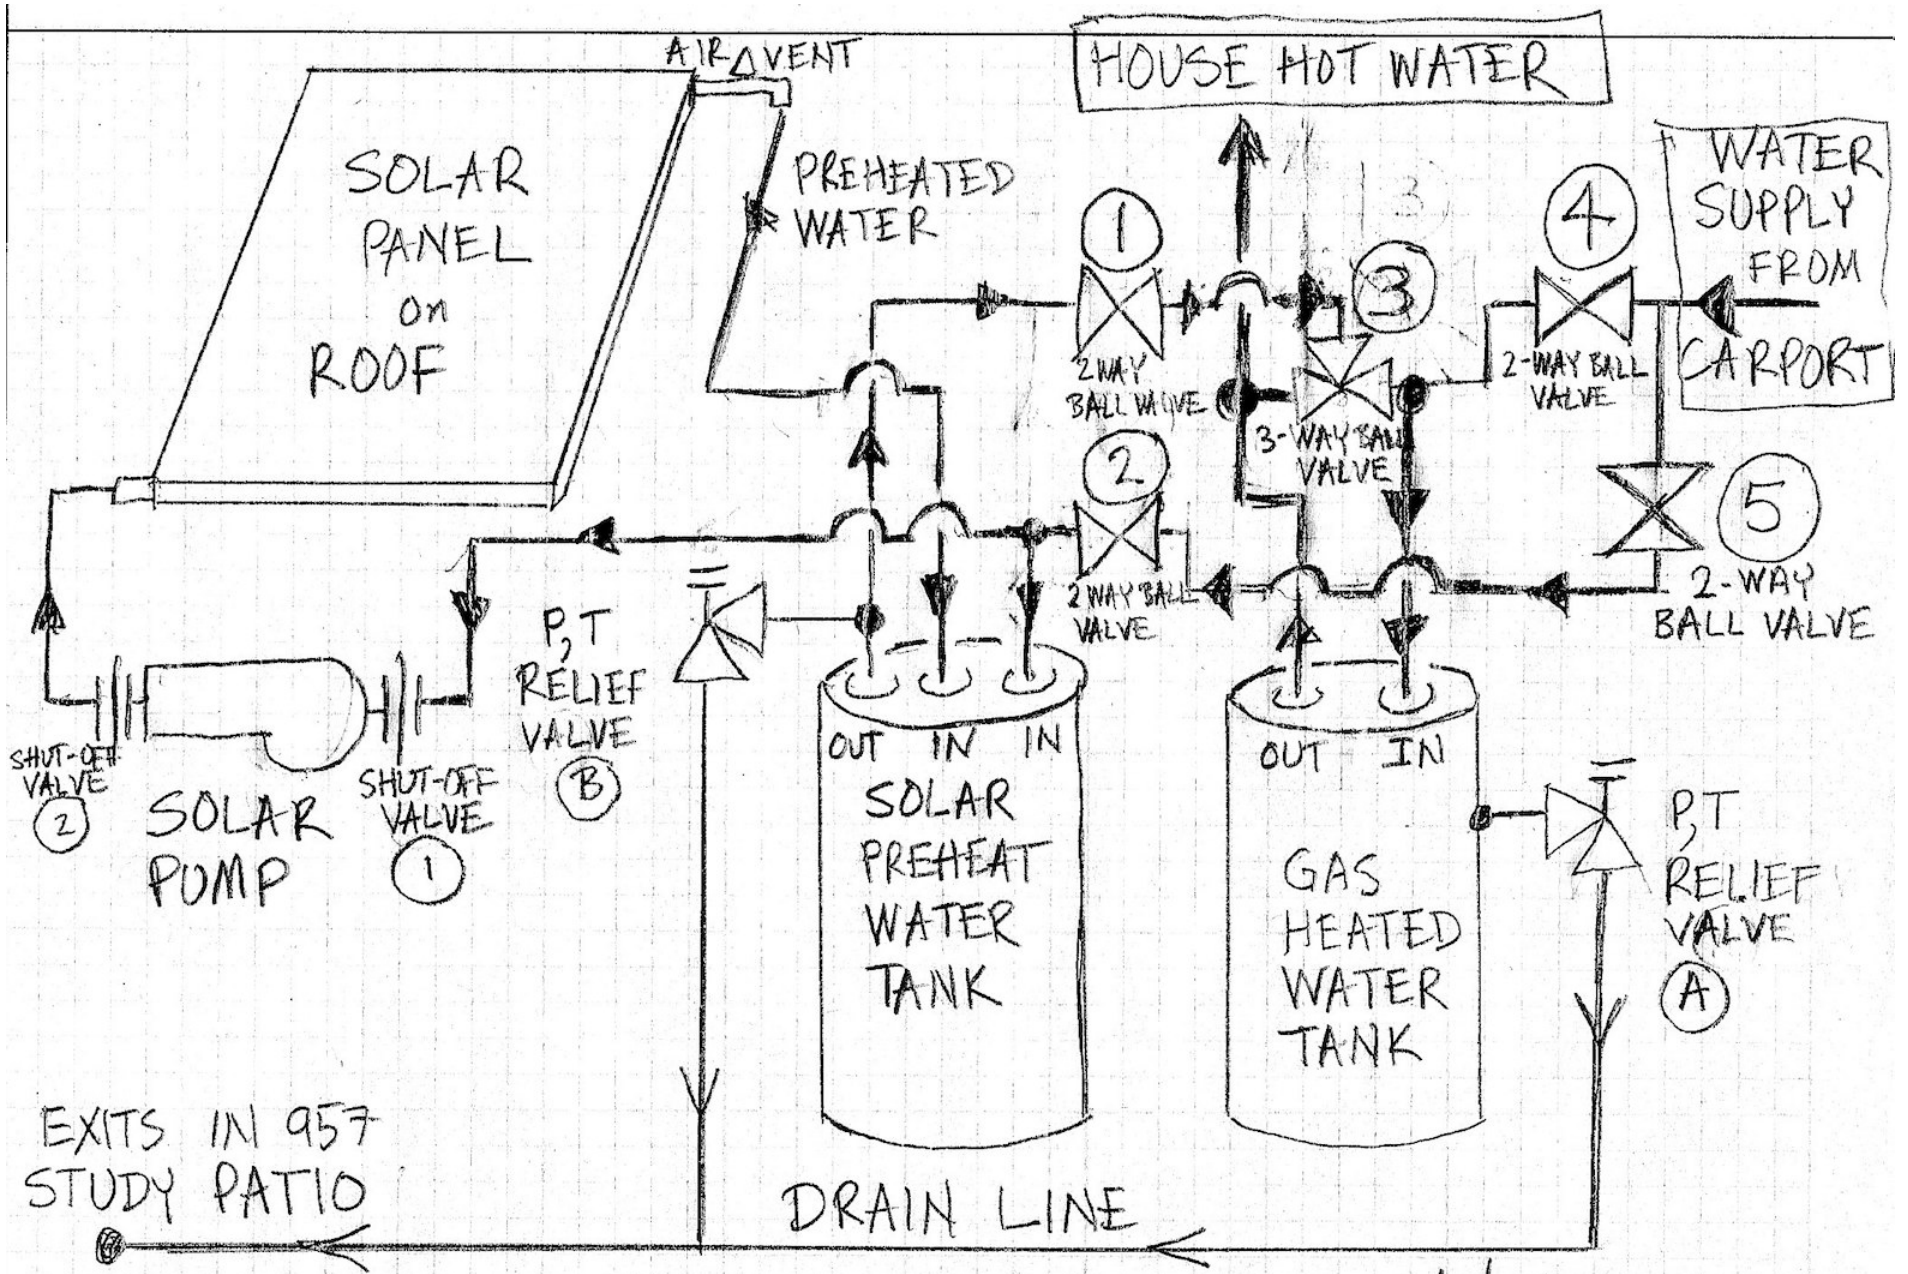 AIR VENT
HOUSE HOT WATER
SOLAR
PANEL
on
ROOF
PREHEATED
WATER
1
2 WAY
BALL VALVE
3
3
3-WAY BALL
VALVE
4
2-WAY BALL
VALVE
WATER
SUPPLY
FROM
CARPORT
2
2 WAY BALL
VALVE
5
2-WAY
BALL VALVE
P,T
RELIEF
VALVE
B
SHUT-OFF
VALVE
2
SOLAR
PUMP
SHUT-OFF
VALVE
1
OUT IN IN
SOLAR
PREHEAT
WATER
TANK
OUT IN
GAS
HEATED
WATER
TANK
P,T
RELIEF
VALVE
A
EXITS IN 957
STUDY PATIO
DRAIN LINE